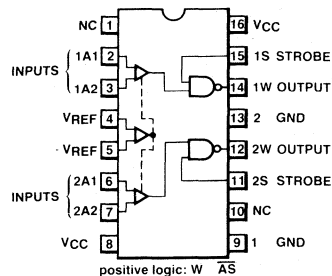 NC 1 16 VCC
1A1 2 15 1S STROBE
INPUTS
1A2 3 14 1W OUTPUT
VREF 4 13 2 GND
VREF 5 12 2W OUTPUT
2A1 6 11 2S STROBE
INPUTS
2A2 7 10 NC
VCC 8 9 1 GND
positive logic: W AS